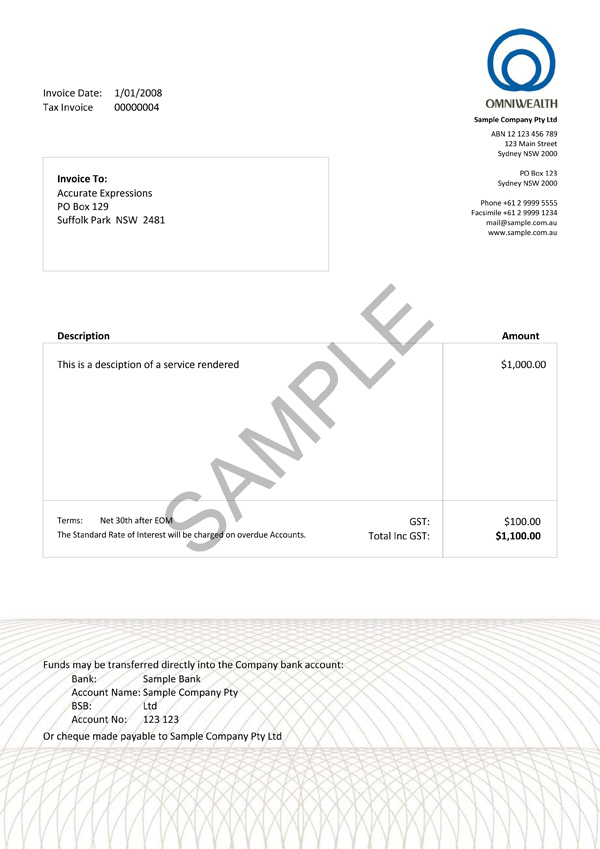 OMNIWEALTH
Sample Company Pty Ltd
ABN 12 123 456 789
123 Main Street
Sydney NSW 2000
PO Box 123
Sydney NSW 2000
Phone +61 2 9999 5555
Facsimile +61 2 9999 1234
mail@sample.com.au
www.sample.com.au
Invoice Date: 1/01/2008
Tax Invoice 00000004
Invoice To:
Accurate Expressions
PO Box 129
Suffolk Park NSW 2481
Description Amount
This is a desciption of a service rendered $1,000.00
SAMPLE
Terms: Net 30th after EOM
The Standard Rate of Interest will be charged on overdue Accounts.
GST: $100.00
Total Inc GST: $1,100.00
Funds may be transferred directly into the Company bank account:
Bank: Sample Bank
Account Name: Sample Company Pty
BSB: Ltd
Account No: 123 123
Or cheque made payable to Sample Company Pty Ltd